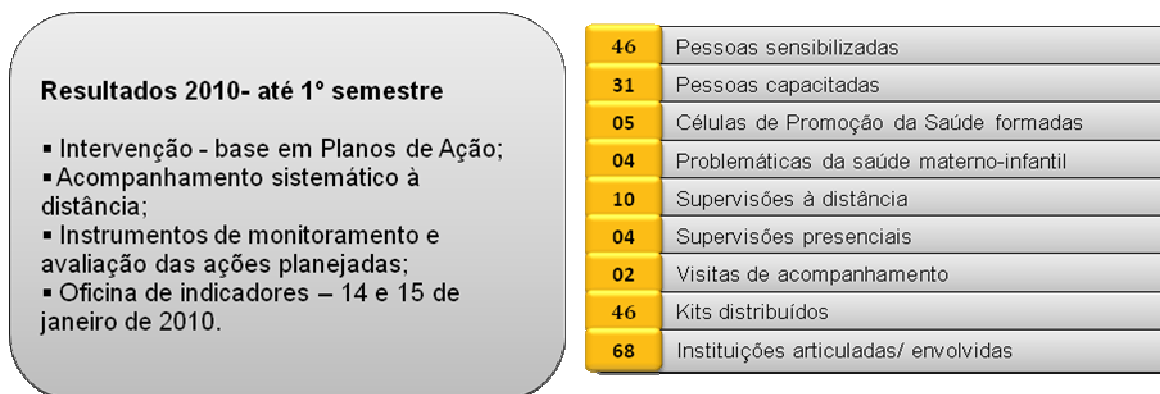 Resultados 2010- até 1º semestre
▪ Intervenção - base em Planos de Ação;
▪ Acompanhamento sistemático à
distância;
▪ Instrumentos de monitoramento e
avaliação das ações planejadas;
▪ Oficina de indicadores – 14 e 15 de
janeiro de 2010.
46 Pessoas sensibilizadas
31 Pessoas capacitadas
05 Células de Promoção da Saúde formadas
04 Problemáticas da saúde materno-infantil
10 Supervisões à distância
04 Supervisões presenciais
02 Visitas de acompanhamento
46 Kits distribuídos
68 Instituições articuladas/ envolvidas